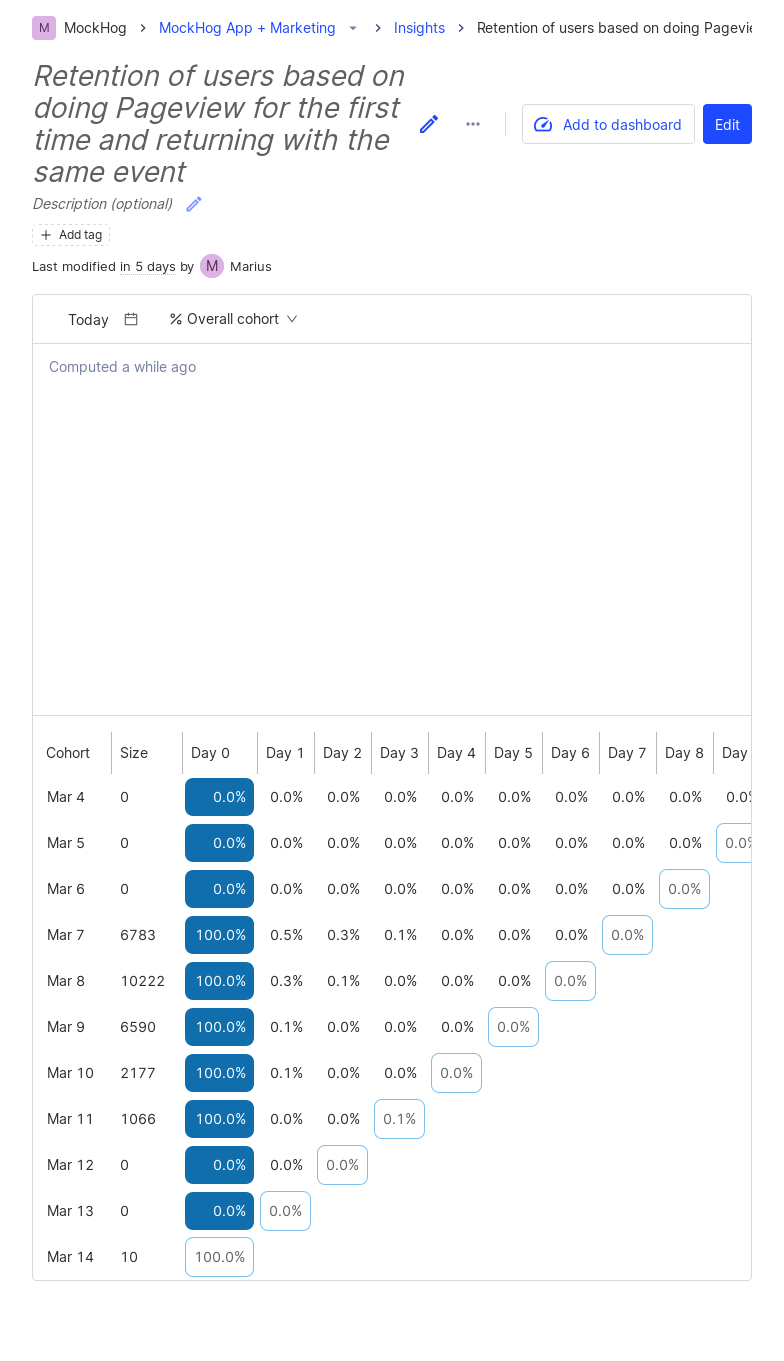 M MockHog > MockHog App + Marketing > Insights > Retention of users based on doing
Retention of users based on
doing Pageview for the first
time and returning with the
same event
Add to dashboard Edit
Description (optional)
+ Add tag
Last modified in 5 days by M Marius
Today % Overall cohort
Computed a while ago
Cohort Size Day 0 Day 1 Day 2 Day 3 Day 4 Day 5 Day 6 Day 7 Day 8 Day
Mar 4 0 0.0% 0.0% 0.0% 0.0% 0.0% 0.0% 0.0% 0.0% 0.0% 0.0%
Mar 5 0 0.0% 0.0% 0.0% 0.0% 0.0% 0.0% 0.0% 0.0% 0.0% 0.0%
Mar 6 0 0.0% 0.0% 0.0% 0.0% 0.0% 0.0% 0.0% 0.0% 0.0%
Mar 7 6783 100.0% 0.5% 0.3% 0.1% 0.0% 0.0% 0.0% 0.0%
Mar 8 10222 100.0% 0.3% 0.1% 0.0% 0.0% 0.0% 0.0%
Mar 9 6590 100.0% 0.1% 0.0% 0.0% 0.0% 0.0%
Mar 10 2177 100.0% 0.1% 0.0% 0.0% 0.0%
Mar 11 1066 100.0% 0.0% 0.0% 0.1%
Mar 12 0 0.0% 0.0% 0.0%
Mar 13 0 0.0% 0.0%
Mar 14 10 100.0%